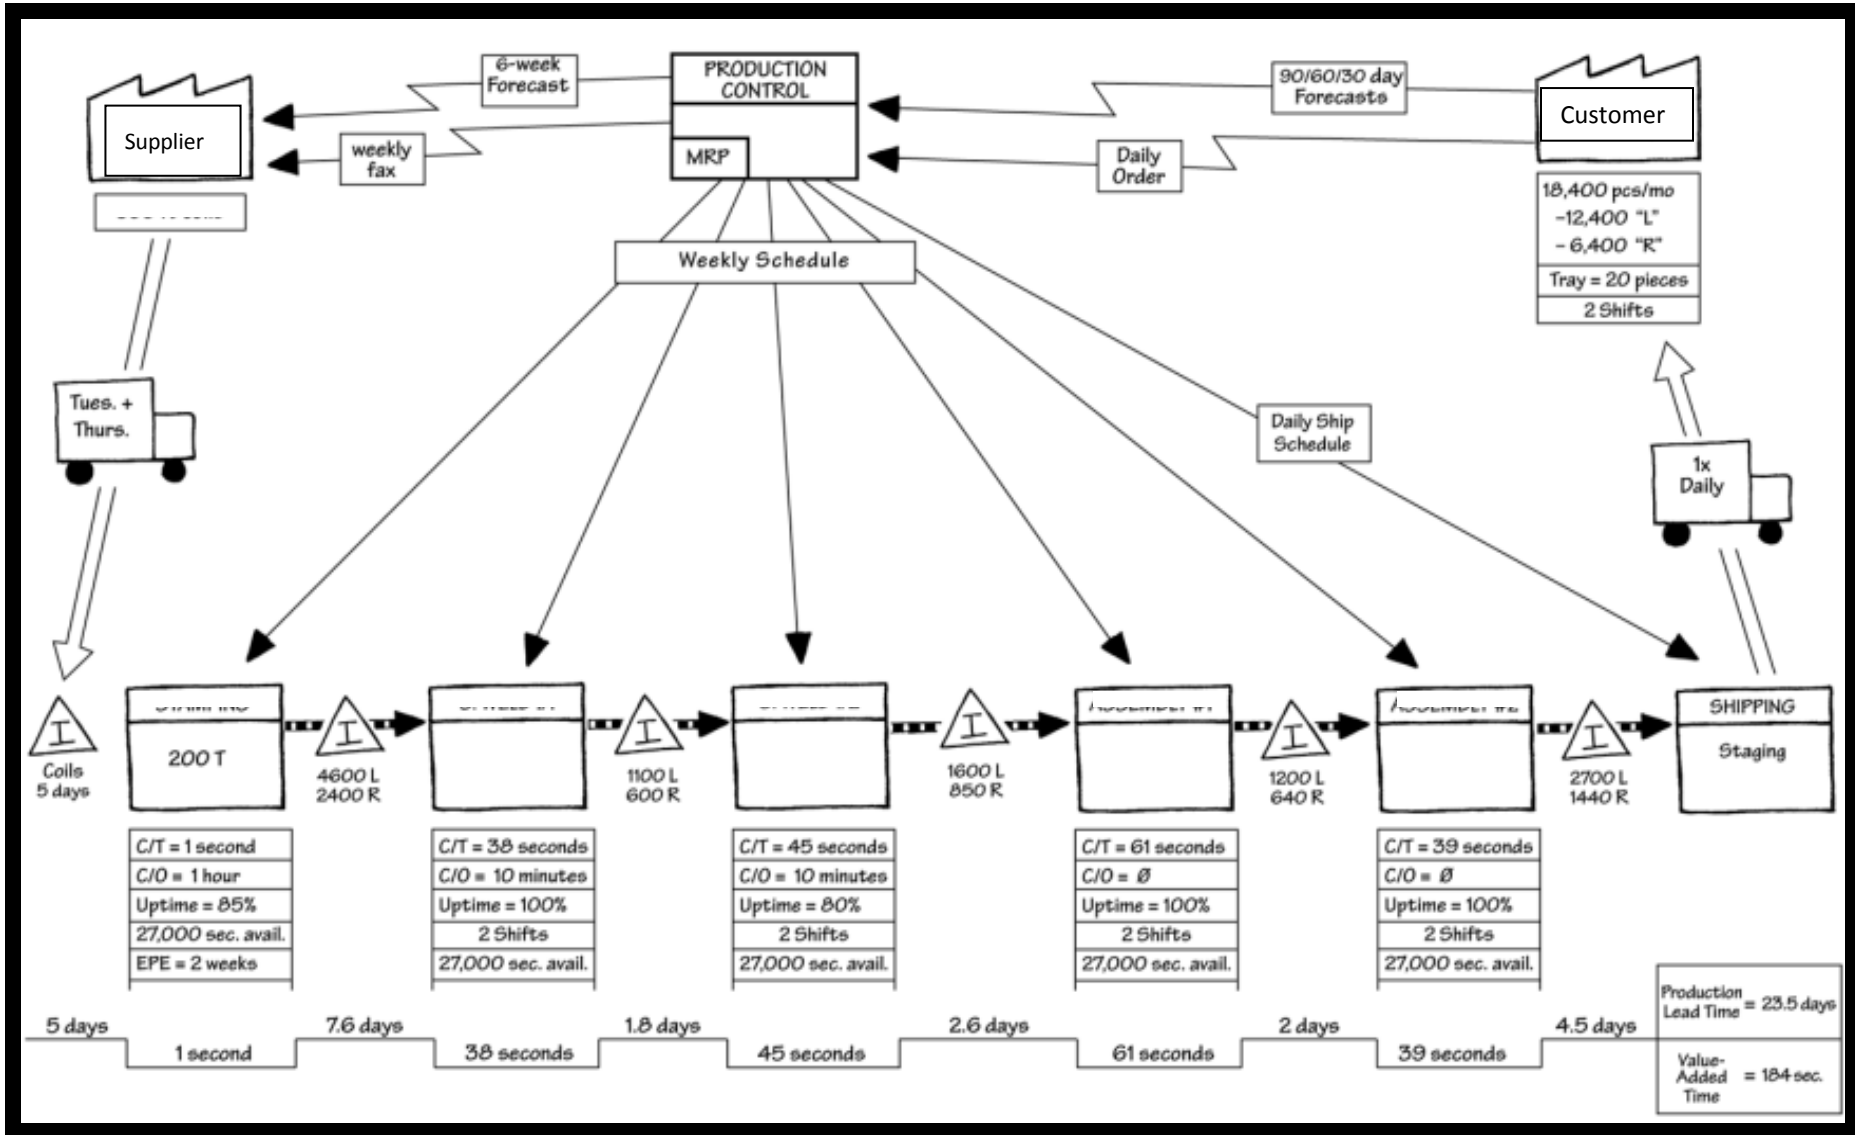 6-week
Forecast
PRODUCTION
CONTROL
90/60/30 day
Forecasts
Customer
Supplier
weekly
fax
MRP
Daily
Order
18,400 pcs/mo
-12,400 "L"
- 6,400 "R"
Tray = 20 pieces
2 Shifts
Weekly Schedule
Tues. +
Thurs.
Daily Ship
Schedule
1x
Daily
I
Coils
5 days
200 T
I
4600 L
2400 R
I
1100 L
600 R
I
1600 L
850 R
I
1200 L
640 R
I
2700 L
1440 R
SHIPPING
Staging
C/T = 1 second
C/O = 1 hour
Uptime = 85%
27,000 sec. avail.
EPE = 2 weeks
C/T = 38 seconds
C/O = 10 minutes
Uptime = 100%
2 Shifts
27,000 sec. avail.
C/T = 45 seconds
C/O = 10 minutes
Uptime = 80%
2 Shifts
27,000 sec. avail.
C/T = 61 seconds
C/O = Ø
Uptime = 100%
2 Shifts
27,000 sec. avail.
C/T = 39 seconds
C/O = Ø
Uptime = 100%
2 Shifts
27,000 sec. avail.
5 days
1 second
7.6 days
38 seconds
1.8 days
45 seconds
2.6 days
61 seconds
2 days
39 seconds
4.5 days
Production
Lead Time = 23.5 days
Value-
Added = 184 sec.
Time